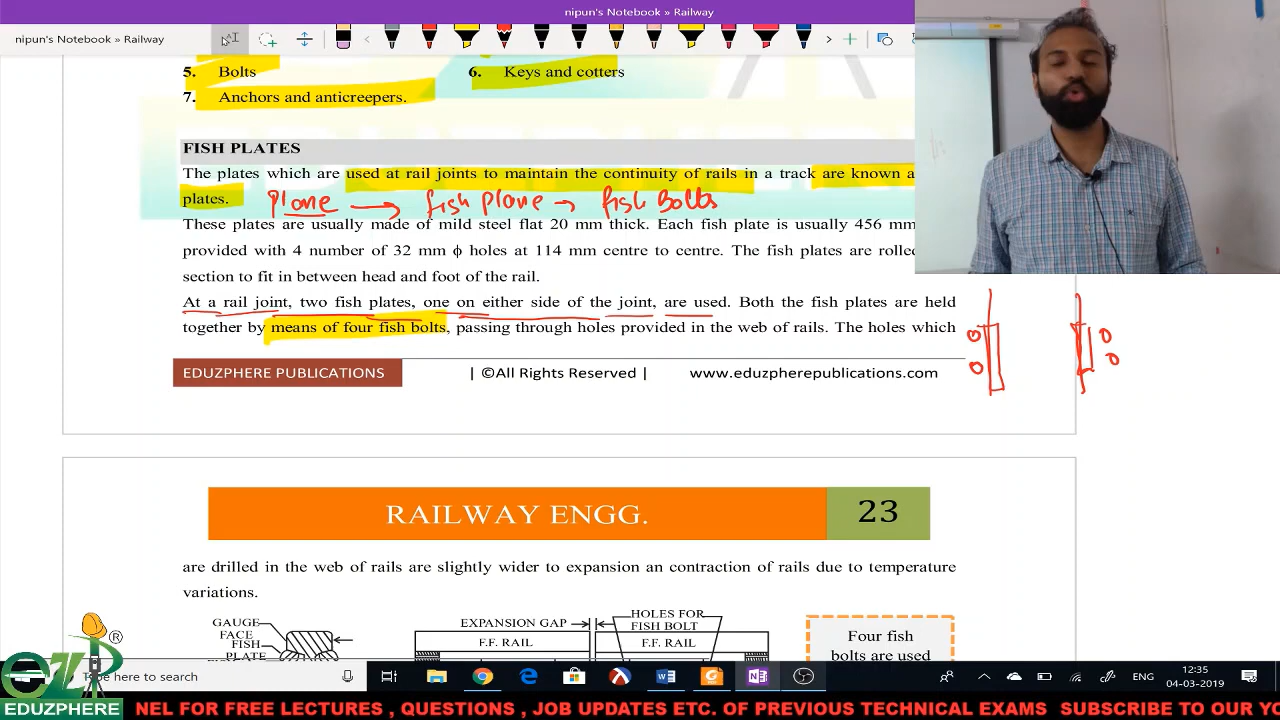 nipun's Notebook » Railway
nipun's Notebook » Railway
5. Bolts 6. Keys and cotters
7. Anchors and anticreepers.
FISH PLATES
The plates which are used at rail joints to maintain the continuity of rails in a track are known a
plates. Plane → fish plane → fish Bolts
These plates are usually made of mild steel flat 20 mm thick. Each fish plate is usually 456 mm
provided with 4 number of 32 mm ϕ holes at 114 mm centre to centre. The fish plates are rolled
section to fit in between head and foot of the rail.
At a rail joint, two fish plates, one on either side of the joint, are used. Both the fish plates are held
together by means of four fish bolts, passing through holes provided in the web of rails. The holes which
EDUZPHERE PUBLICATIONS | ©All Rights Reserved | www.eduzpherepublications.com
RAILWAY ENGG. 23
are drilled in the web of rails are slightly wider to expansion an contraction of rails due to temperature
variations.
GAUGE FACE
FISH PLATE
EXPANSION GAP
HOLES FOR FISH BOLT
F.F. RAIL F.F. RAIL
Four fish
bolts are used
®
EZ
Type here to search
ENG
12:35
04-03-2019
EDUZPHERE
NEL FOR FREE LECTURES , QUESTIONS , JOB UPDATES ETC. OF PREVIOUS TECHNICAL EXAMS SUBSCRIBE TO YOU